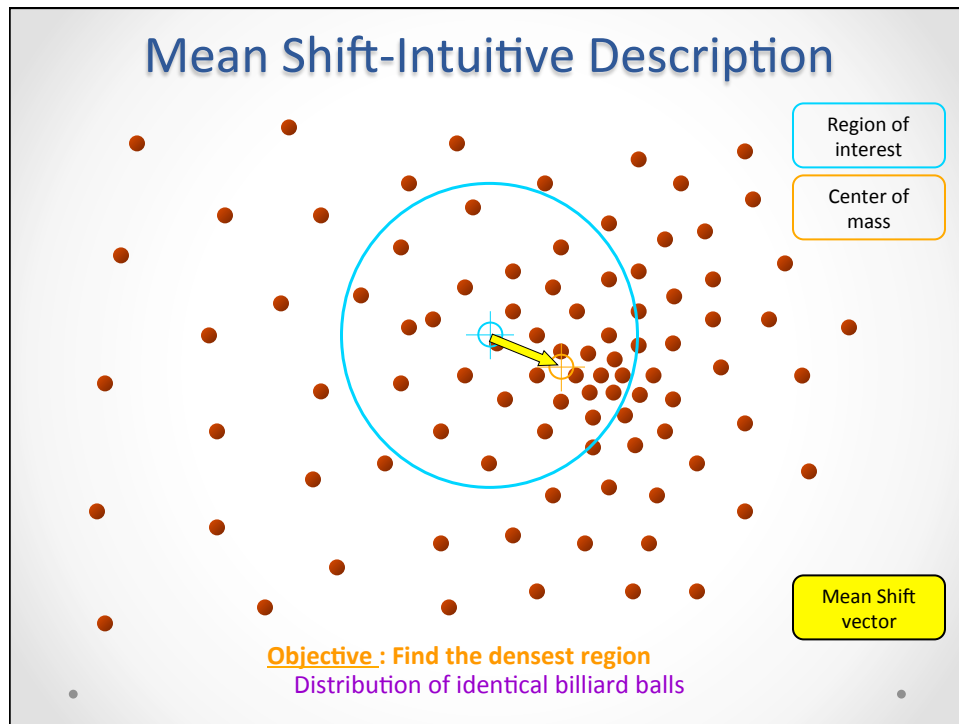 Mean Shift-Intuitive Description
Region of
interest
Center of
mass
Mean Shift
vector
Objective : Find the densest region
Distribution of identical billiard balls